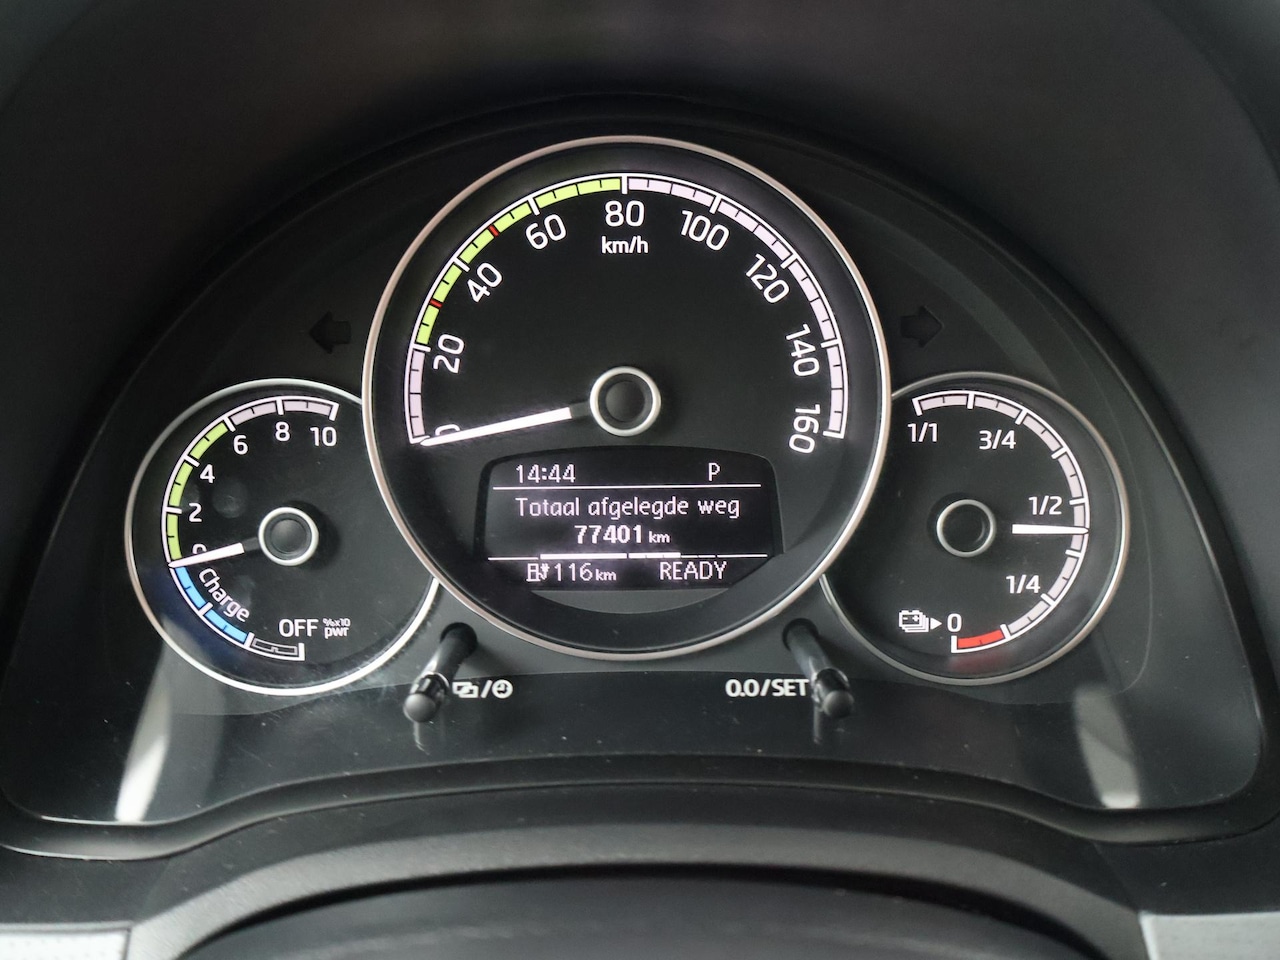 80
60
100
km/h
40
120
20
140
0
160
6
8
10
4
2
0
Charge
OFF %x10
pwr
14:44 P
Totaal afgelegde weg
77401 km
116 km READY
1/1
3/4
1/2
1/4
0
0.0/SET